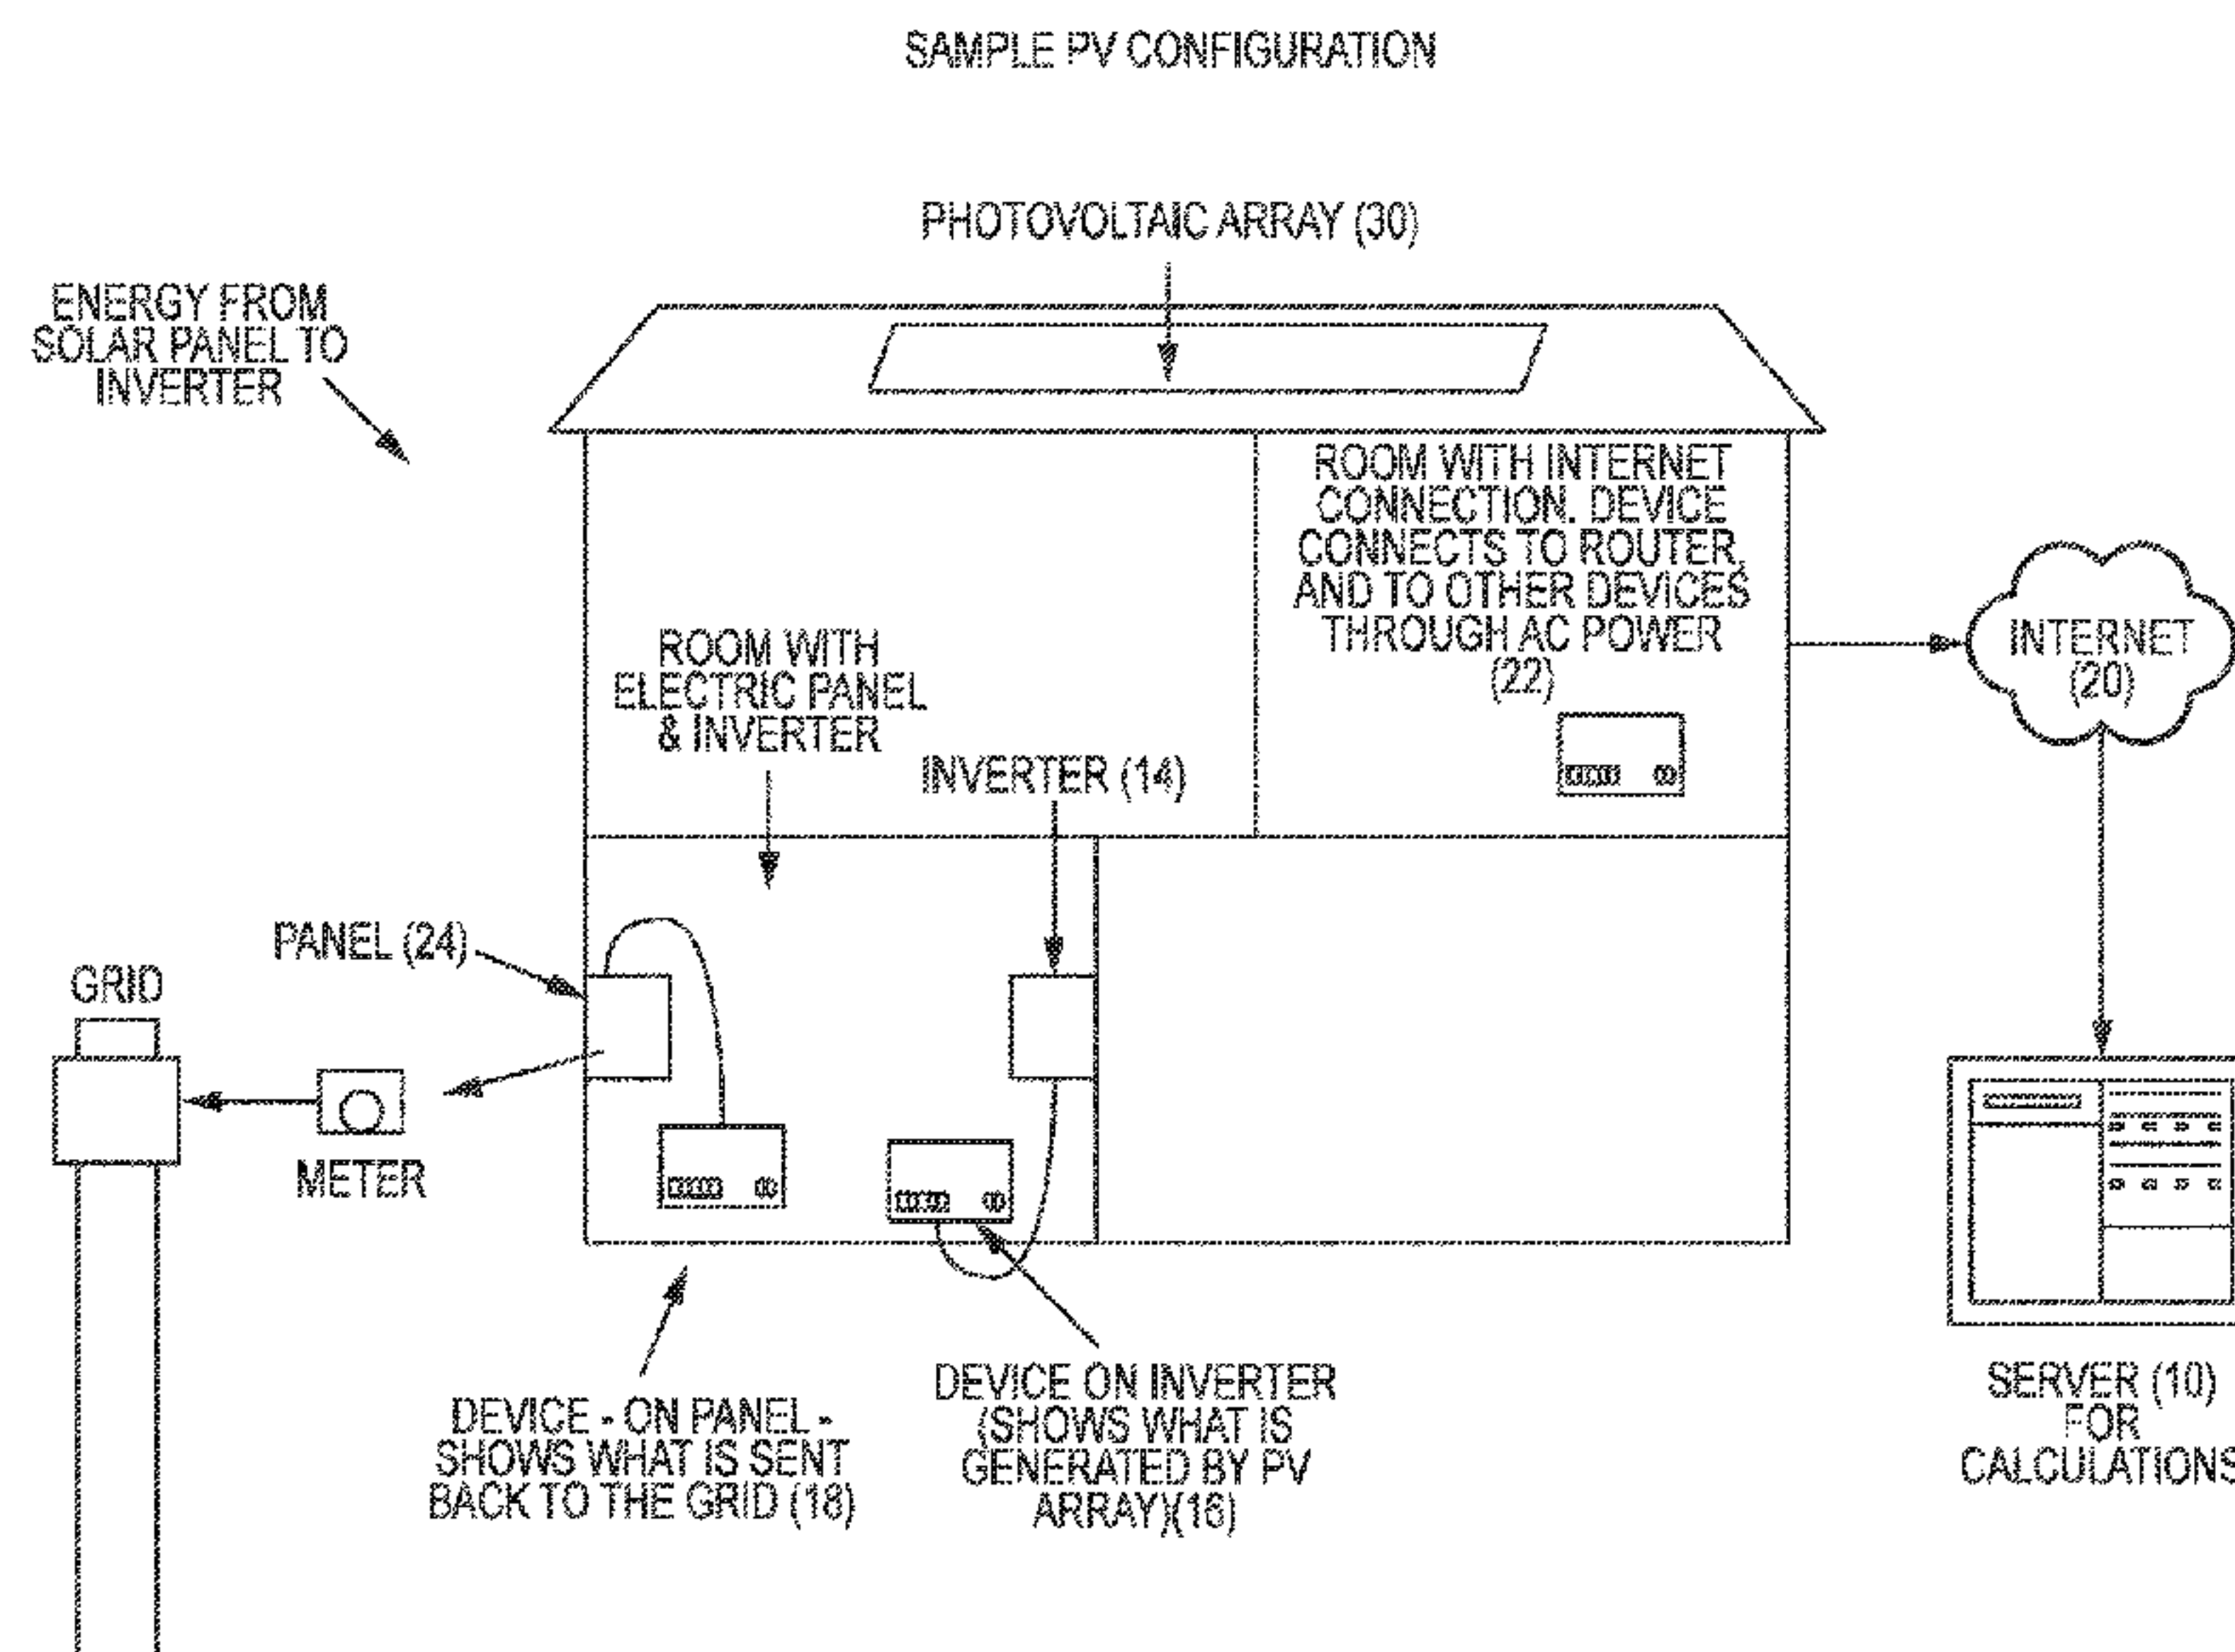 SAMPLE PV CONFIGURATION
PHOTOVOLTAIC ARRAY (30)
ENERGY FROM
SOLAR PANEL TO
INVERTER
ROOM WITH INTERNET
CONNECTION. DEVICE
CONNECTS TO ROUTER,
AND TO OTHER DEVICES
THROUGH AC POWER
(22)
INTERNET
(20)
ROOM WITH
ELECTRIC PANEL
& INVERTER
INVERTER (14)
PANEL (24)
GRID
METER
DEVICE - ON PANEL -
SHOWS WHAT IS SENT
BACK TO THE GRID (18)
DEVICE ON INVERTER
(SHOWS WHAT IS
GENERATED BY PV
ARRAY)(16)
SERVER (10)
FOR
CALCULATIONS